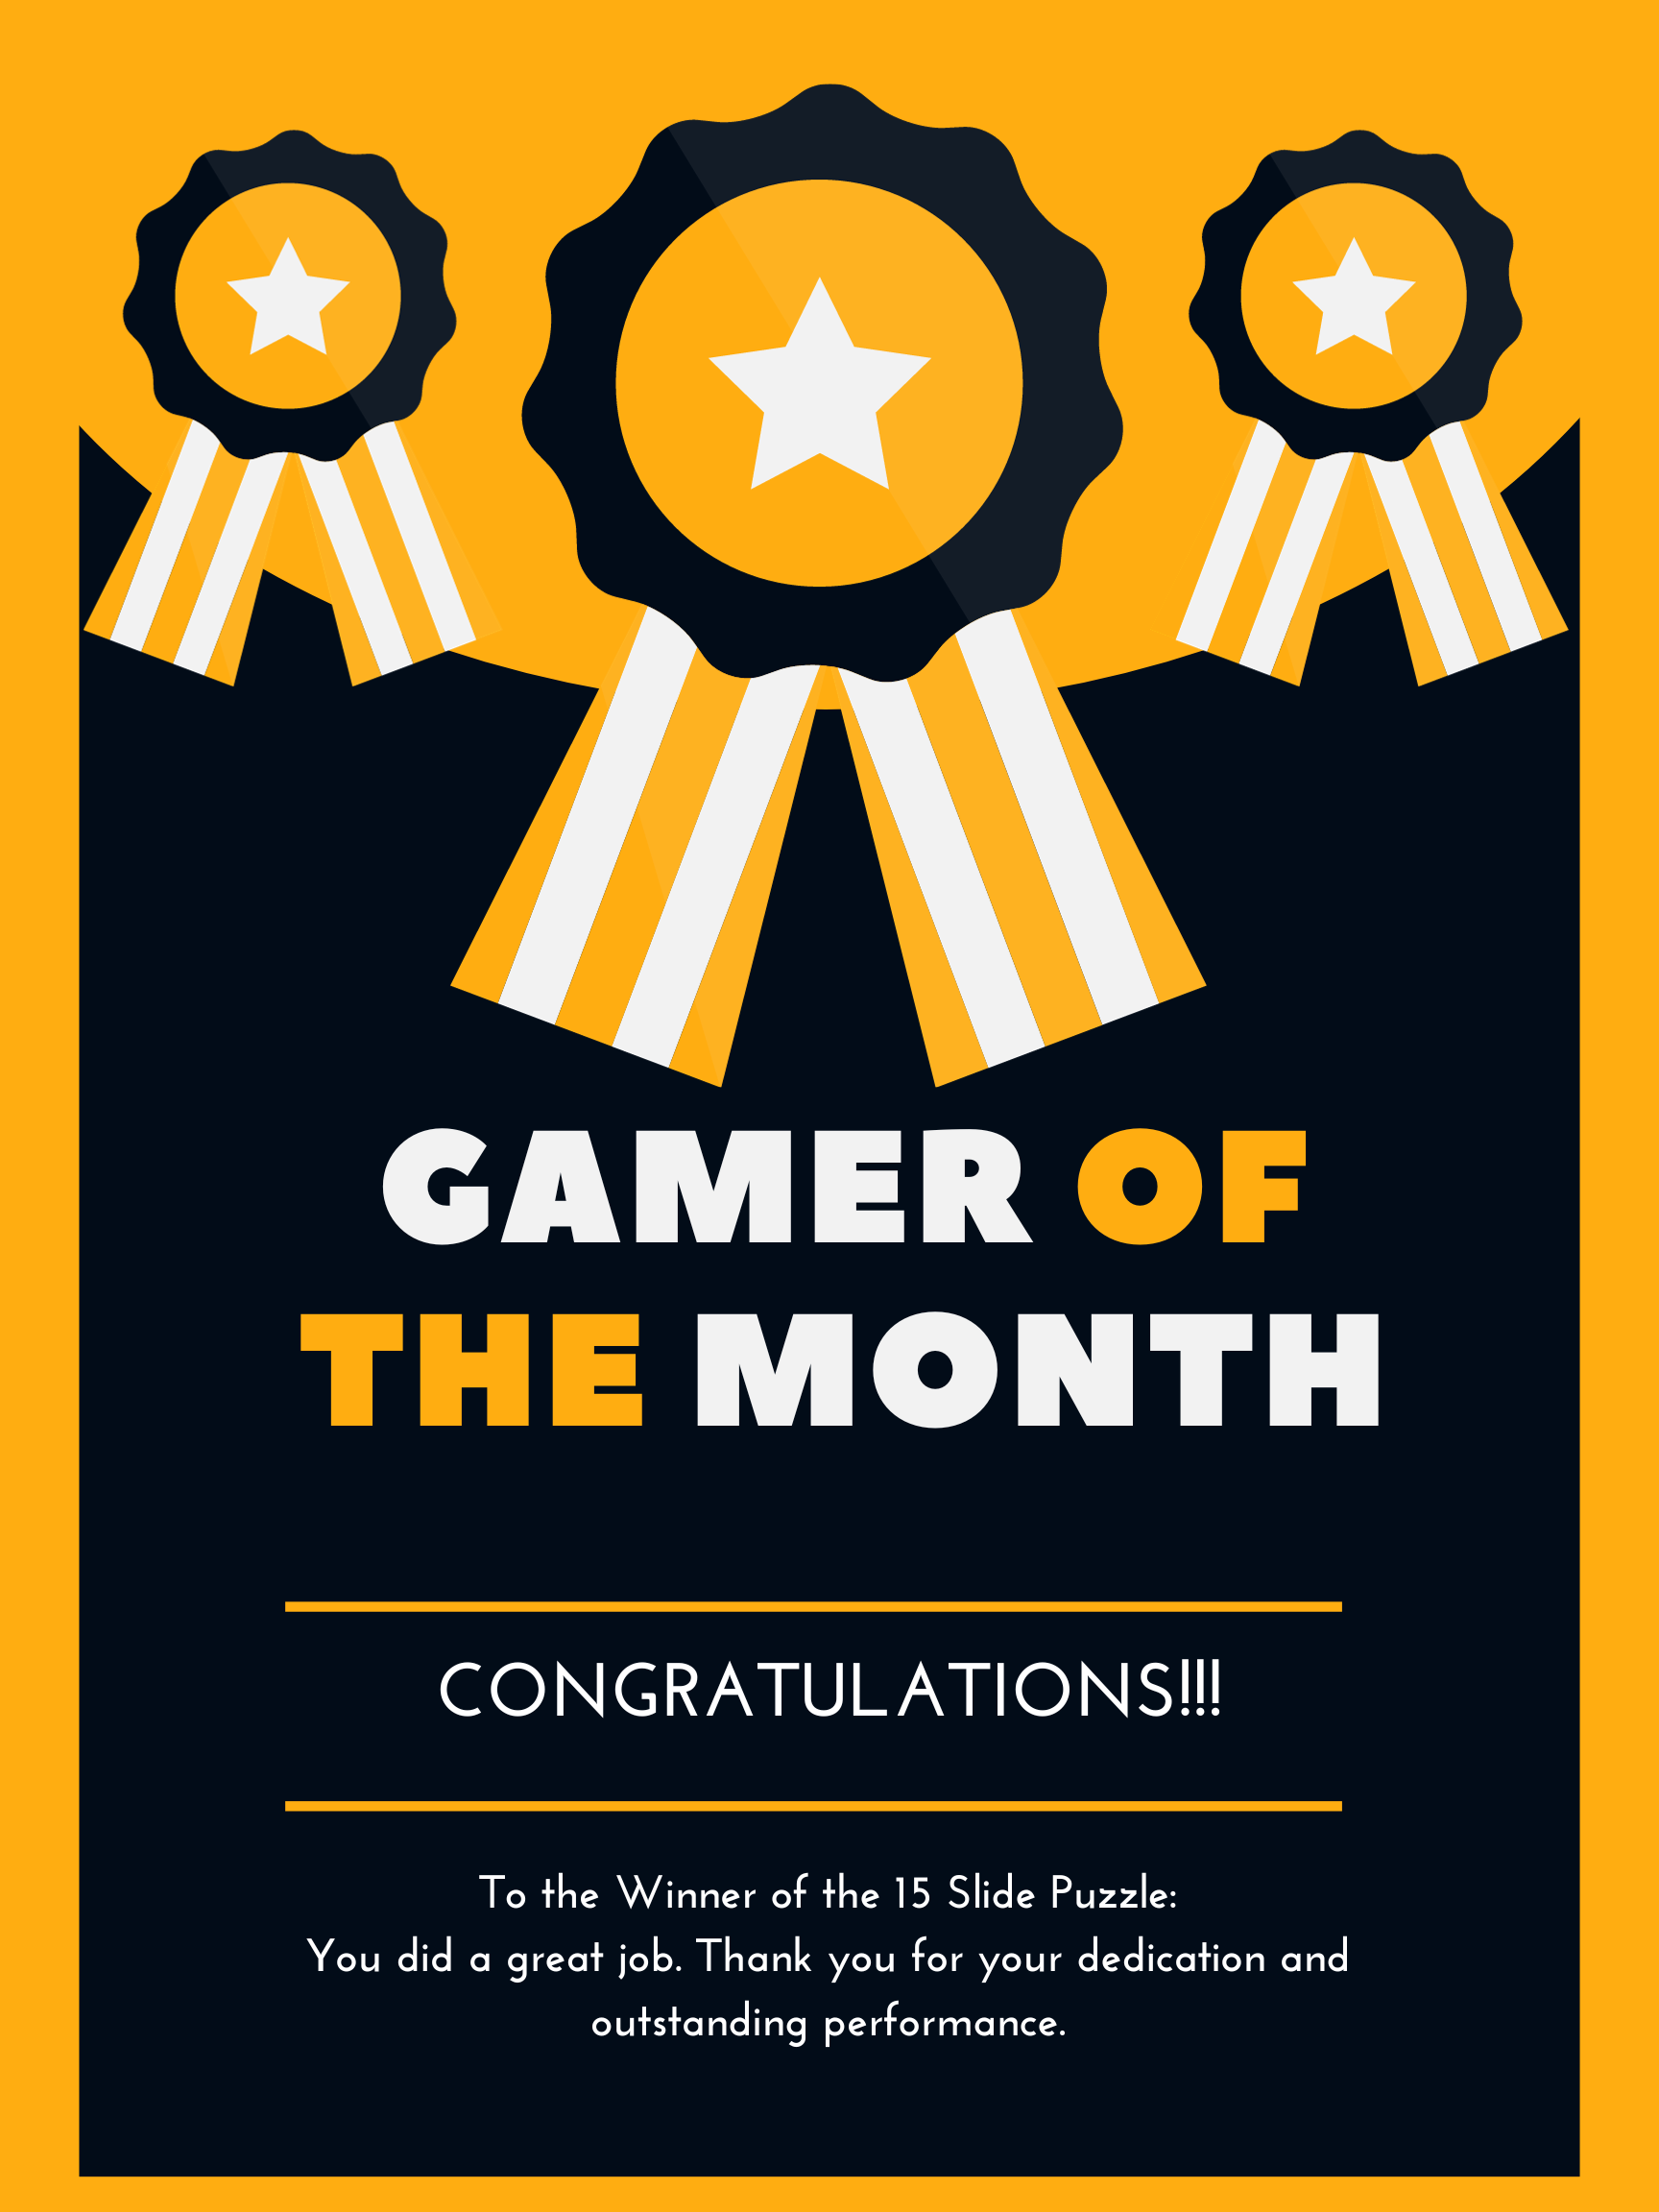 GAMER OF
THE MONTH
CONGRATULATIONS!!!
To the Winner of the 15 Slide Puzzle:
You did a great job. Thank you for your dedication and
outstanding performance.